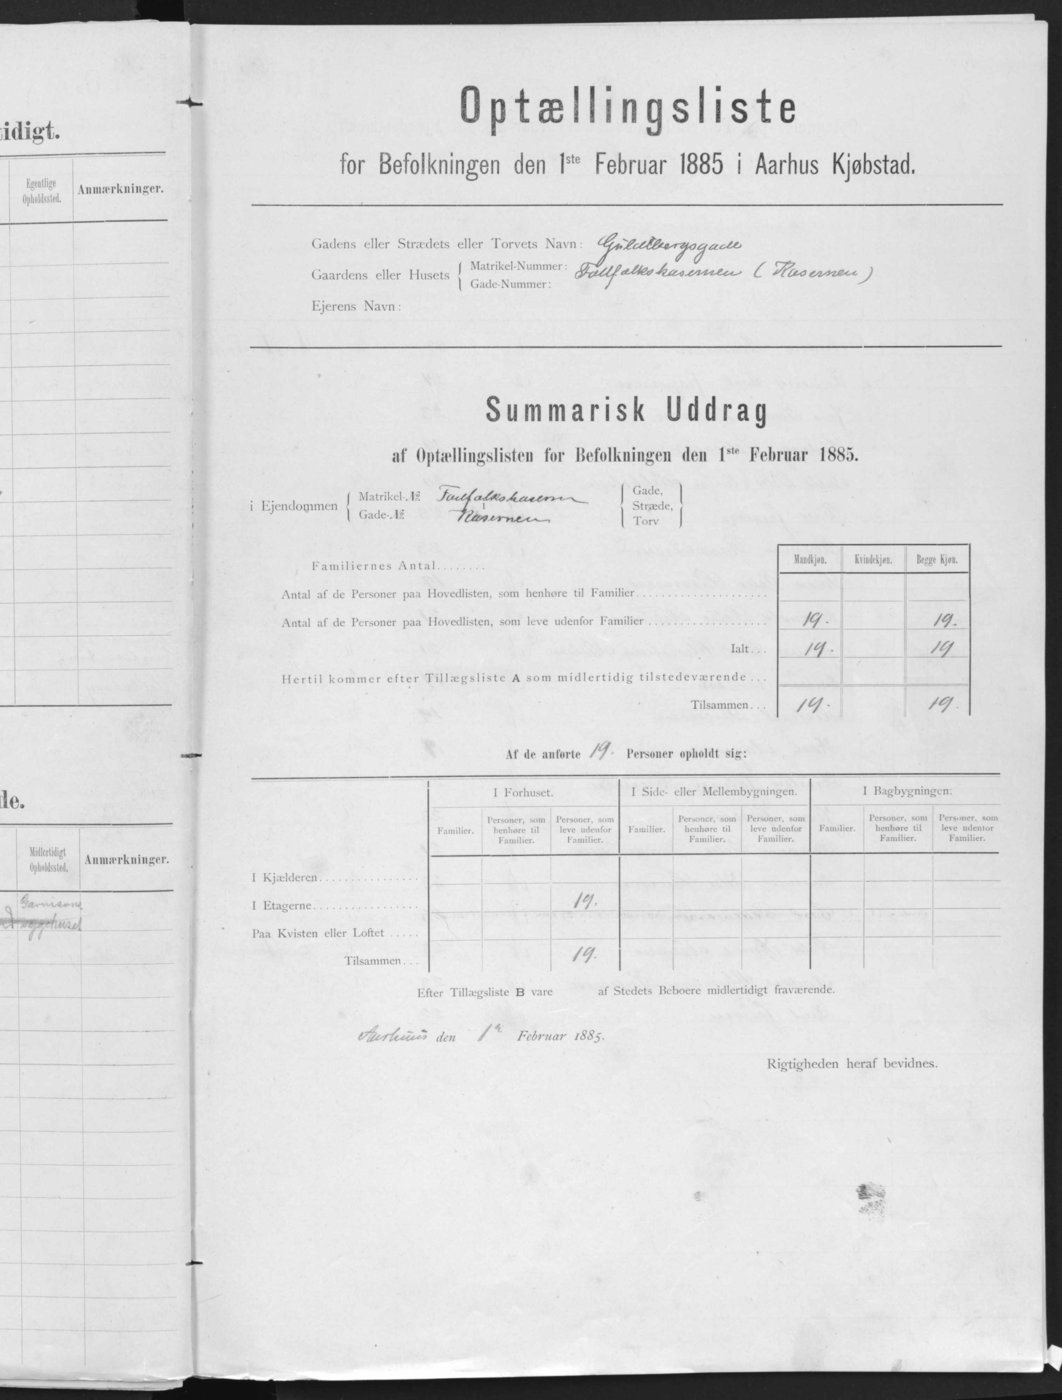 tidigt.
Egentlige Opholdssted.
Anmærkninger.
de.
Midlertidigt Opholdssted.
Anmærkninger.
Garnisons
Optællingsliste
for Befolkningen den 1ste Februar 1885 i Aarhus Kjøbstad.
Gadens eller Strædets eller Torvets Navn: Guldbergsgade
Gaardens eller Husets { Matrikel-Nummer: Fodfolkskasernen (Kasernen)
Gade-Nummer:
Ejerens Navn:
Summarisk Uddrag
af Optællingslisten for Befolkningen den 1ste Februar 1885.
i Ejendommen { Matrikel-№ Fodfolkskasernen { Gade, }
Gade-№ Kasernen Stræde,
Torv
Mandkjøn. Kvindekjøn. Begge Kjøn.
Familiernes Antal........
Antal af de Personer paa Hovedlisten, som henhøre til Familier.....................
Antal af de Personer paa Hovedlisten, som leve udenfor Familier................... 19. 19.
Ialt... 19. 19
Hertil kommer efter Tillægsliste A som midlertidig tilstedeværende...
Tilsammen... 19. 19.
Af de anførte 19. Personer opholdt sig:
I Forhuset. I Side- eller Mellembygningen. I Bagbygningen:
Familier. Personer, som henhøre til Familier. Personer, som leve udenfor Familier. Familier. Personer, som henhøre til Familier. Personer, som leve udenfor Familier. Familier. Personer, som henhøre til Familier. Personer, som leve udenfor Familier.
I Kjælderen................
I Etagerne................. 19.
Paa Kvisten eller Loftet.....
Tilsammen... 19.
Efter Tillægsliste B vare af Stedets Beboere midlertidigt fraværende.
Aarhuus den 1ste Februar 1885.
Rigtigheden heraf bevidnes.